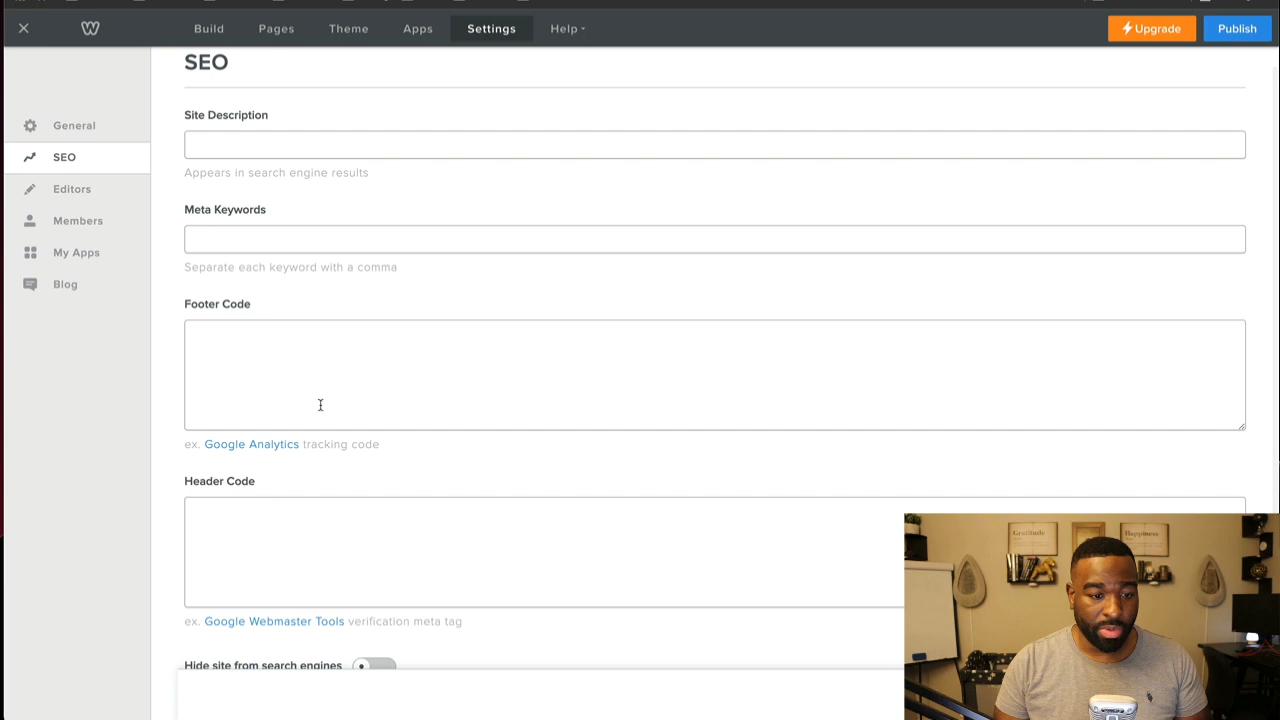 Build Pages Theme Apps Settings Help
Upgrade Publish
SEO
General
SEO
Editors
Members
My Apps
Blog
Site Description
Appears in search engine results
Meta Keywords
Separate each keyword with a comma
Footer Code
ex. Google Analytics tracking code
Header Code
ex. Google Webmaster Tools verification meta tag
Hide site from search engines
Gratitude
Happiness